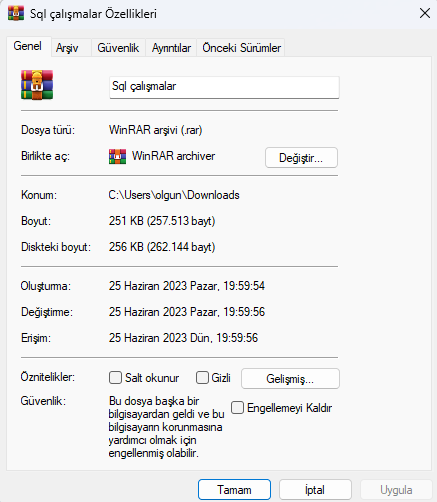 Sql çalışmalar Özellikleri
Genel Arşiv Güvenlik Ayrıntılar Önceki Sürümler
Sql çalışmalar
Dosya türü: WinRAR arşivi (.rar)
Birlikte aç: WinRAR archiver Değiştir...
Konum: C:\Users\olgun\Downloads
Boyut: 251 KB (257.513 bayt)
Diskteki boyut: 256 KB (262.144 bayt)
Oluşturma: 25 Haziran 2023 Pazar, 19:59:54
Değiştirme: 25 Haziran 2023 Pazar, 19:59:56
Erişim: 25 Haziran 2023 Dün, 19:59:56
Öznitelikler: Salt okunur Gizli Gelişmiş...
Güvenlik: Bu dosya başka bir
bilgisayardan geldi ve bu
bilgisayarın korunmasına
yardımcı olmak için
engellenmiş olabilir.
Engellemeyi Kaldır
Tamam İptal Uygula